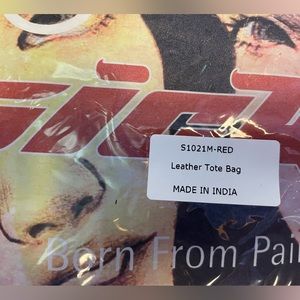 S1021M-RED
Leather Tote Bag
MADE IN INDIA
Born From Pai